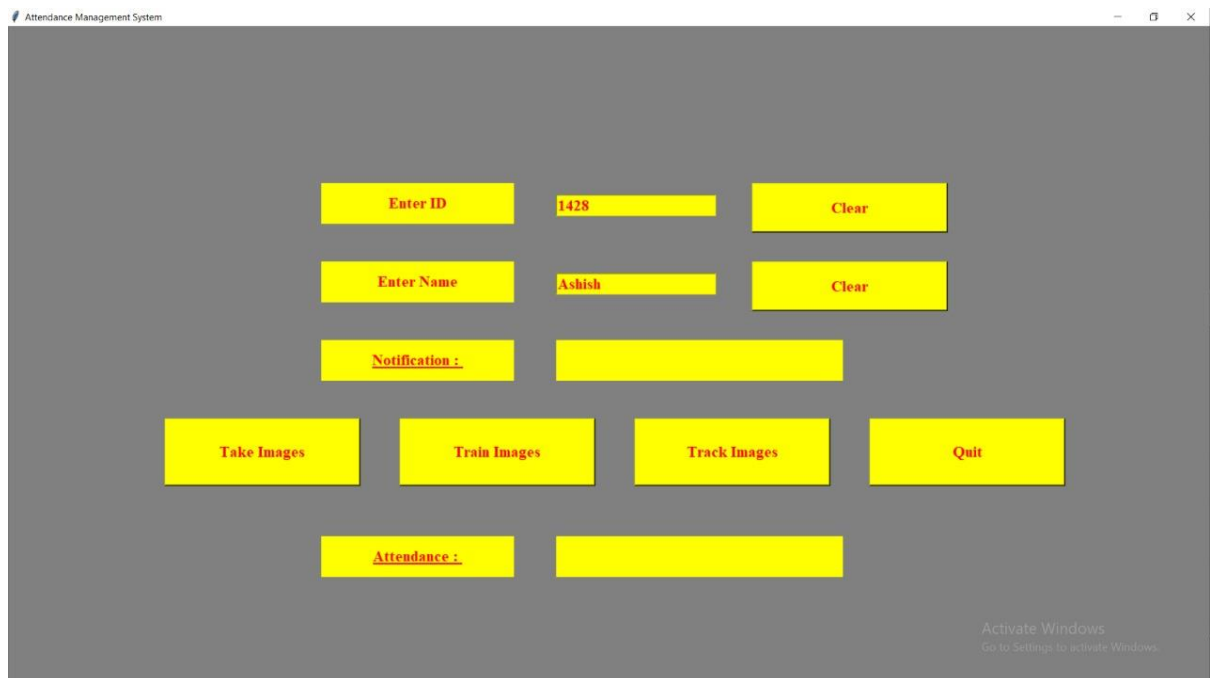 Attendance Management System
Enter ID
1428
Clear
Enter Name
Ashish
Clear
Notification :
Take Images
Train Images
Track Images
Quit
Attendance :
Activate Windows
Go to Settings to activate Windows.